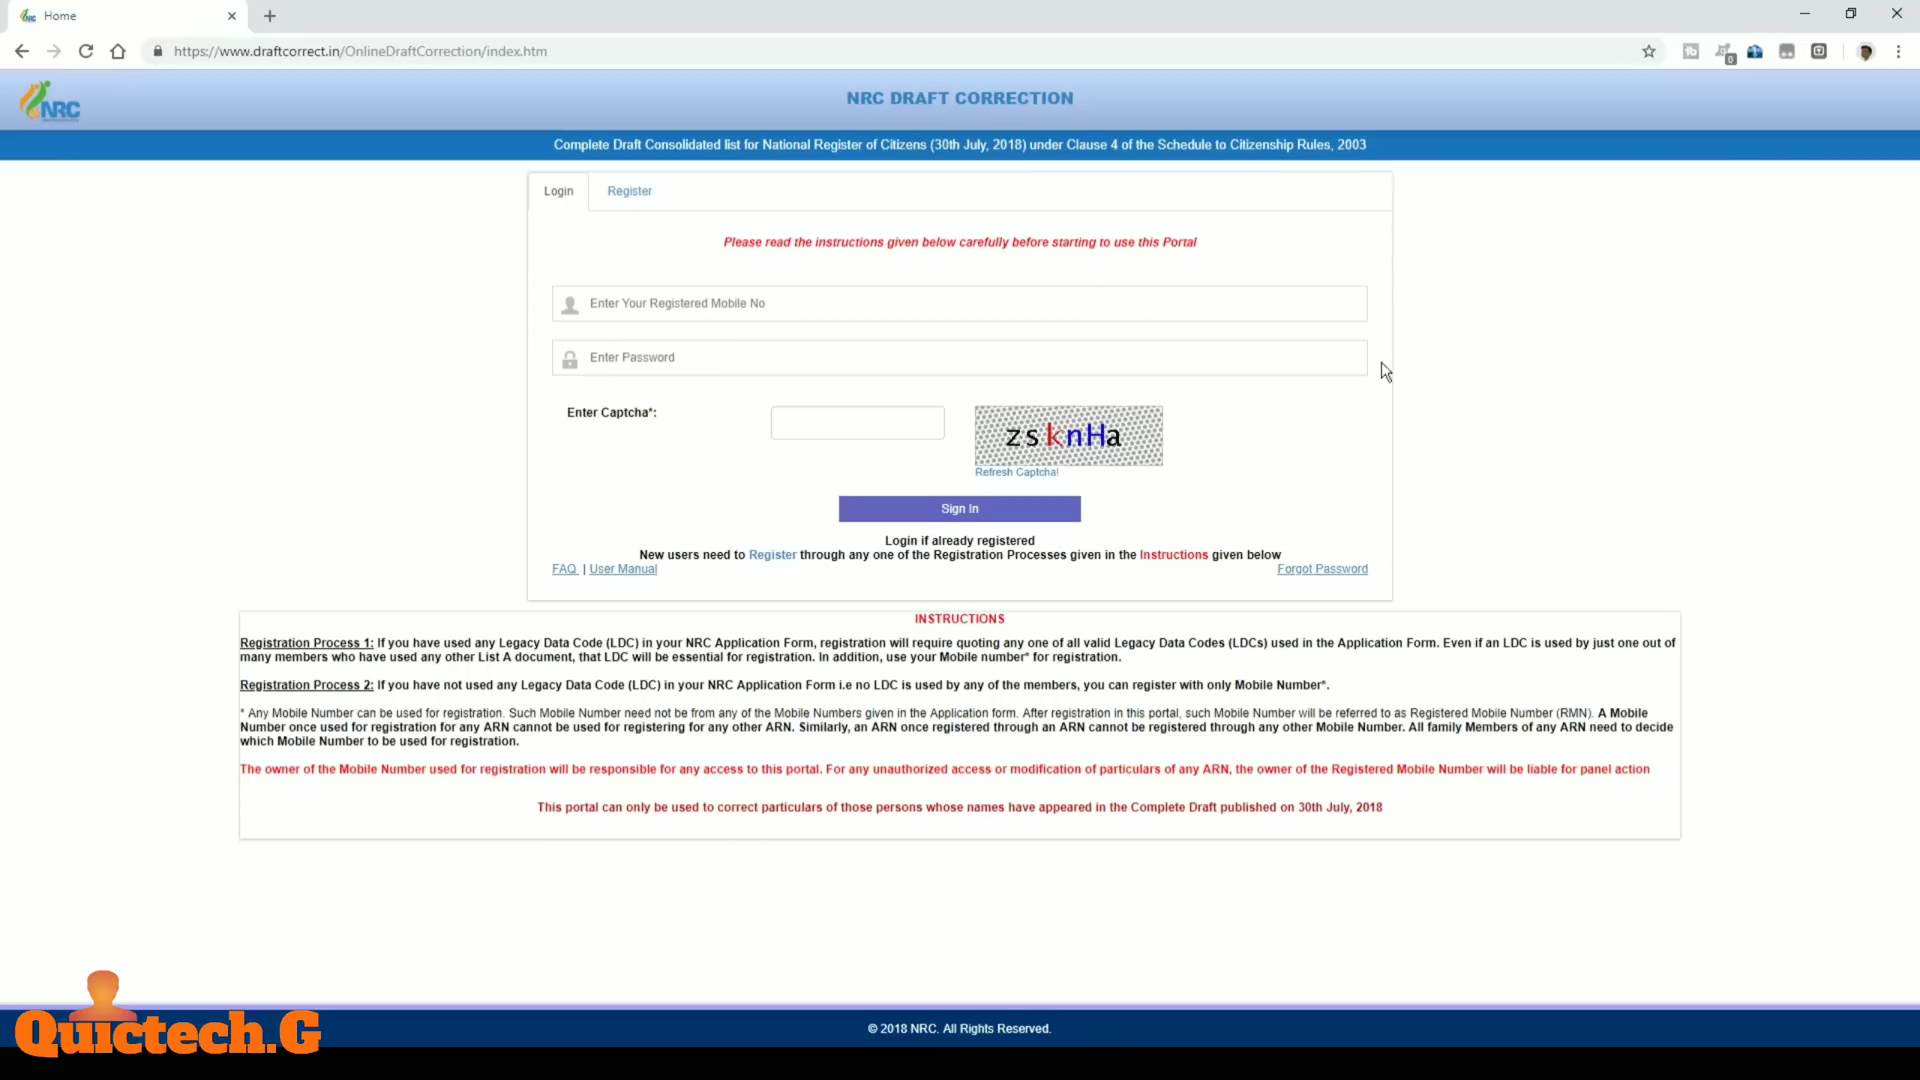 NRC Home
https://www.draftcorrect.in/OnlineDraftCorrection/index.htm
0
NRC
NRC DRAFT CORRECTION
Complete Draft Consolidated list for National Register of Citizens (30th July, 2018) under Clause 4 of the Schedule to Citizenship Rules, 2003
Login Register
Please read the instructions given below carefully before starting to use this Portal
Enter Your Registered Mobile No
Enter Password
Enter Captcha*: zsknHa
Refresh Captcha!
Sign In
Login if already registered
New users need to Register through any one of the Registration Processes given in the Instructions given below
FAQ | User Manual Forgot Password
INSTRUCTIONS
Registration Process 1: If you have used any Legacy Data Code (LDC) in your NRC Application Form, registration will require quoting any one of all valid Legacy Data Codes (LDCs) used in the Application Form. Even if an LDC is used by just one out of
many members who have used any other List A document, that LDC will be essential for registration. In addition, use your Mobile number* for registration.
Registration Process 2: If you have not used any Legacy Data Code (LDC) in your NRC Application Form i.e no LDC is used by any of the members, you can register with only Mobile Number*.
* Any Mobile Number can be used for registration. Such Mobile Number need not be from any of the Mobile Numbers given in the Application form. After registration in this portal, such Mobile Number will be referred to as Registered Mobile Number (RMN). A Mobile
Number once used for registration for any ARN cannot be used for registering for any other ARN. Similarly, an ARN once registered through an ARN cannot be registered through any other Mobile Number. All family Members of any ARN need to decide
which Mobile Number to be used for registration.
The owner of the Mobile Number used for registration will be responsible for any access to this portal. For any unauthorized access or modification of particulars of any ARN, the owner of the Registered Mobile Number will be liable for panel action
This portal can only be used to correct particulars of those persons whose names have appeared in the Complete Draft published on 30th July, 2018
Quictech.G
© 2018 NRC. All Rights Reserved.